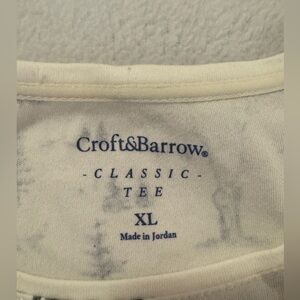 Croft&Barrow®
- CLASSIC -
TEE
XL
Made in Jordan